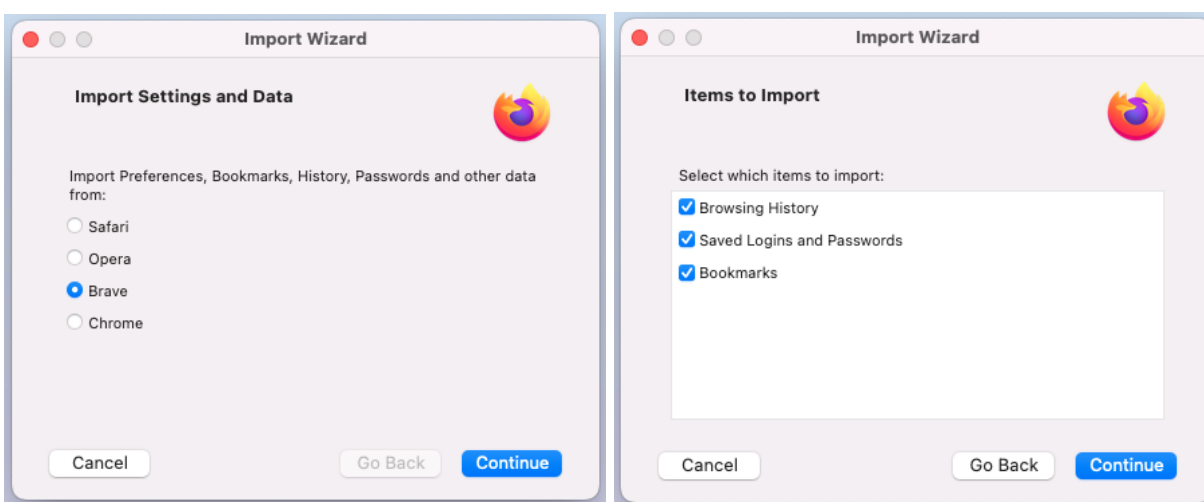 Import Wizard
Import Settings and Data
Import Preferences, Bookmarks, History, Passwords and other data
from:
Safari
Opera
Brave
Chrome
Cancel
Go Back
Continue
Import Wizard
Items to Import
Select which items to import:
Browsing History
Saved Logins and Passwords
Bookmarks
Cancel
Go Back
Continue